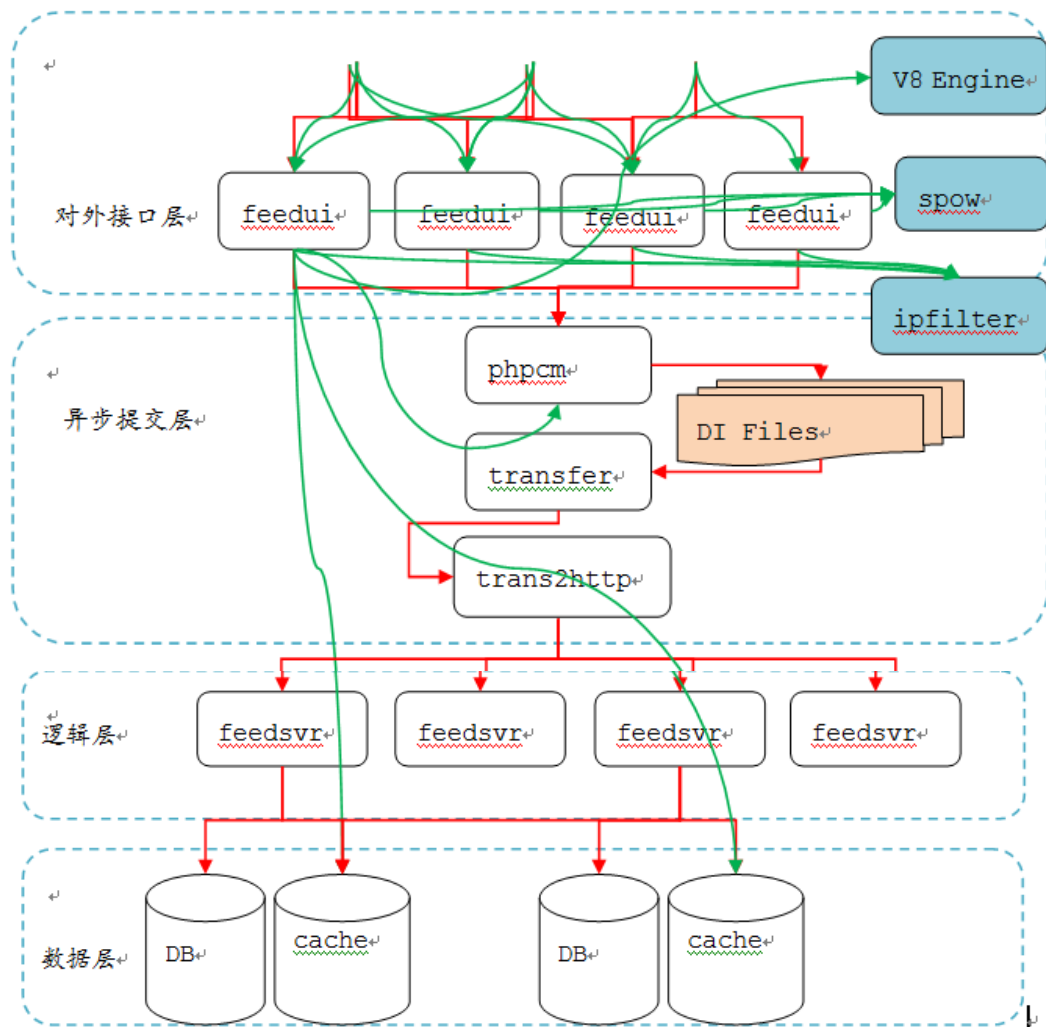 V8 Engine
对外接口层
feedui
feedui
feedui
feedui
spow
ipfilter
异步提交层
phpcm
DI Files
transfer
trans2http
逻辑层
feedsvr
feedsvr
feedsvr
feedsvr
数据层
DB
cache
DB
cache